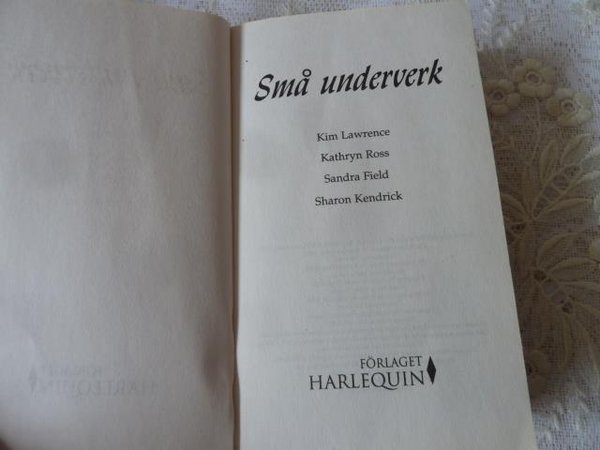 Små underverk
Kim Lawrence
Kathryn Ross
Sandra Field
Sharon Kendrick
FÖRLAGET
HARLEQUIN